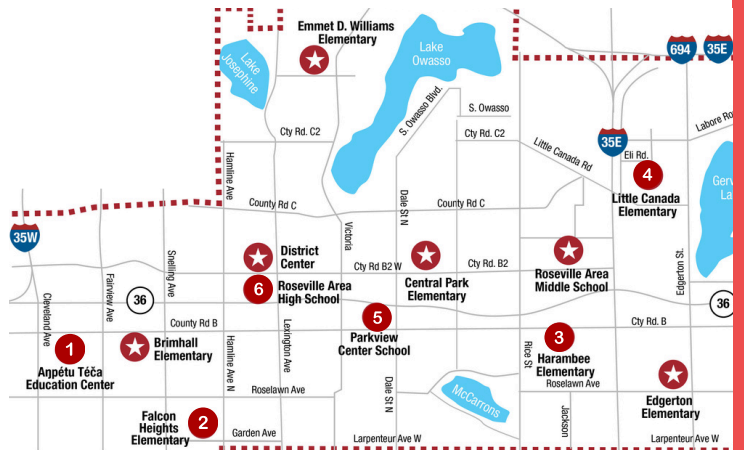 Emmet D. Williams
Elementary
Lake
Josephine
Lake
Owasso
694
35E
S. Owasso Blvd.
S. Owasso
Cty Rd. C2
Cty Rd. C2
Little Canada Rd
35E
Labore Ro
Eli Rd.
4
Little Canada
Elementary
Hamline Ave
Dale St N
County Rd C
County Rd C
Victoria
35W
Snelling Ave
Fairview Ave
Cleveland Ave
District
Center
6
Roseville Area
High School
Cty Rd B2 W
Cty Rd. B2
Central Park
Elementary
Roseville Area
Middle School
Edgerton St.
36
36
County Rd B
Cty Rd. B
5
Parkview
Center School
1
Aŋpétu Téča
Education Center
Brimhall
Elementary
Hamline Ave N
Lexington Ave
3
Harambee
Elementary
Rice St
Roselawn Ave
Roselawn Ave
Dale St N
McCarrons
Jackson
Edgerton
Elementary
2
Falcon
Heights
Elementary
Garden Ave
Larpenteur Ave W
Larpenteur Ave W